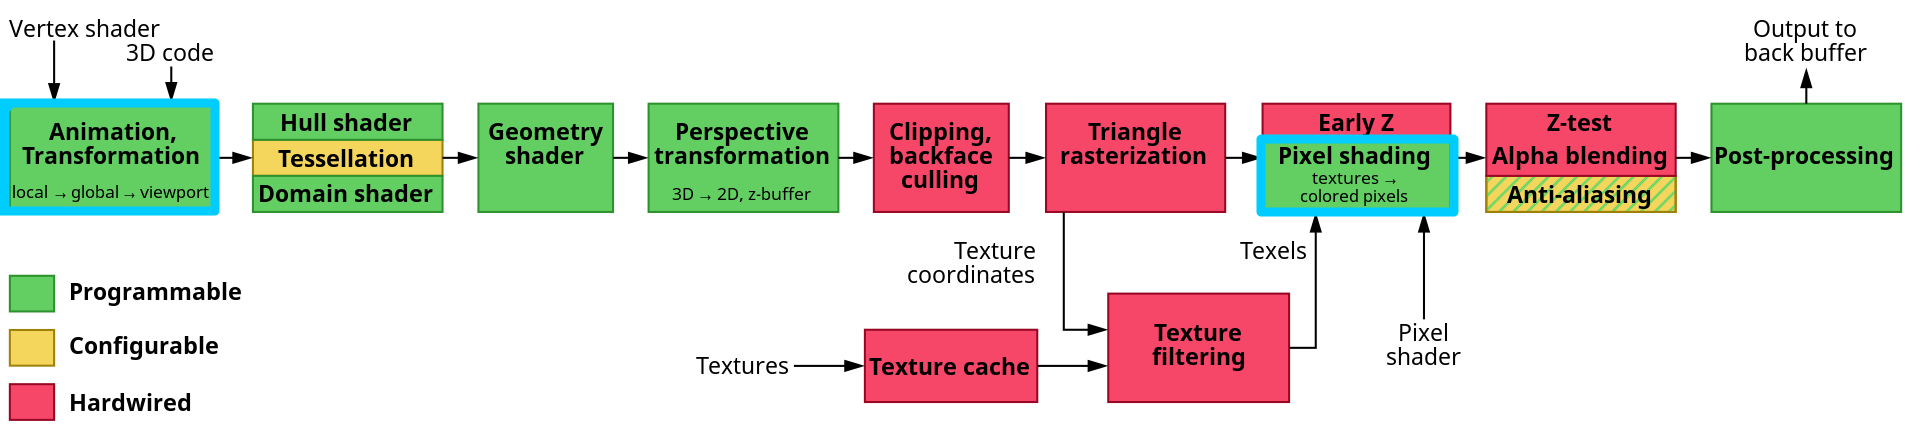 Vertex shader
3D code
Output to
back buffer
Animation,
Transformation
local → global → viewport
Hull shader
Tessellation
Domain shader
Geometry
shader
Perspective
transformation
3D → 2D, z-buffer
Clipping,
backface
culling
Triangle
rasterization
Early Z
Pixel shading
textures →
colored pixels
Z-test
Alpha blending
Anti-aliasing
Post-processing
Texture
coordinates
Texels
Programmable
Configurable
Hardwired
Textures
Texture cache
Texture
filtering
Pixel
shader